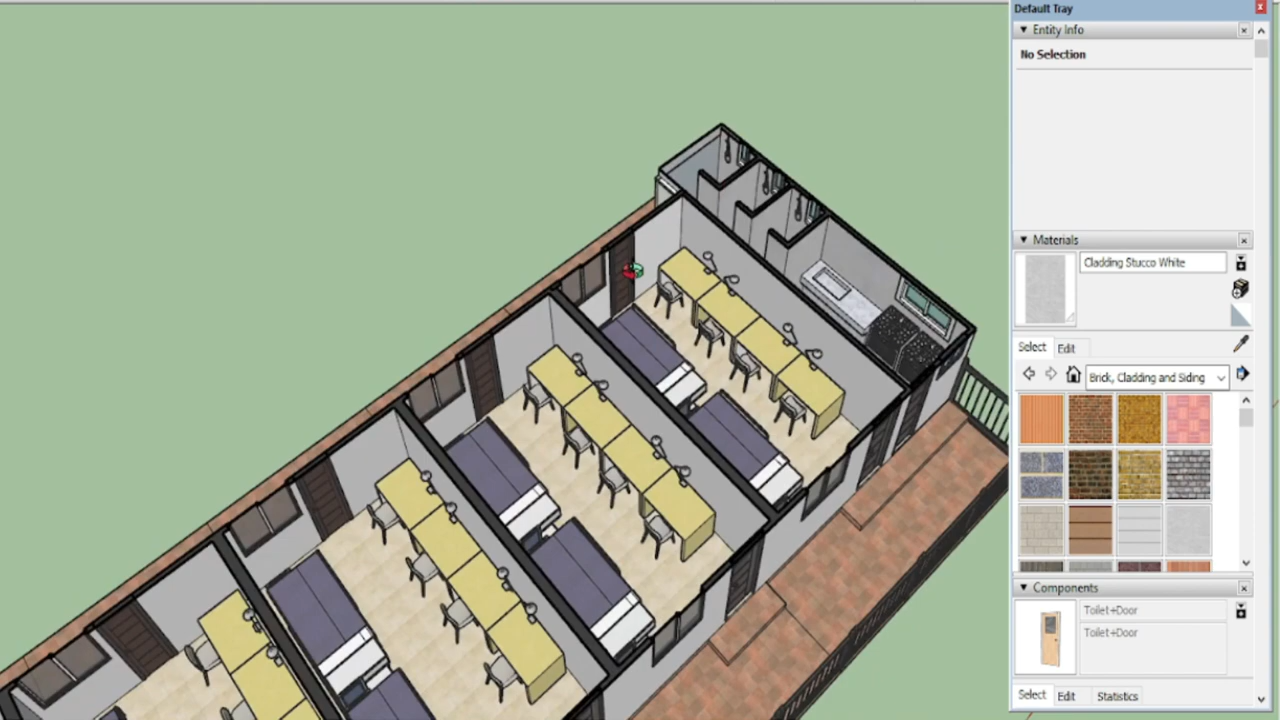 Default Tray
Entity Info
No Selection
Materials
Cladding Stucco White
Select Edit
Brick, Cladding and Siding
Components
Toilet+Door
Toilet+Door
Select Edit Statistics